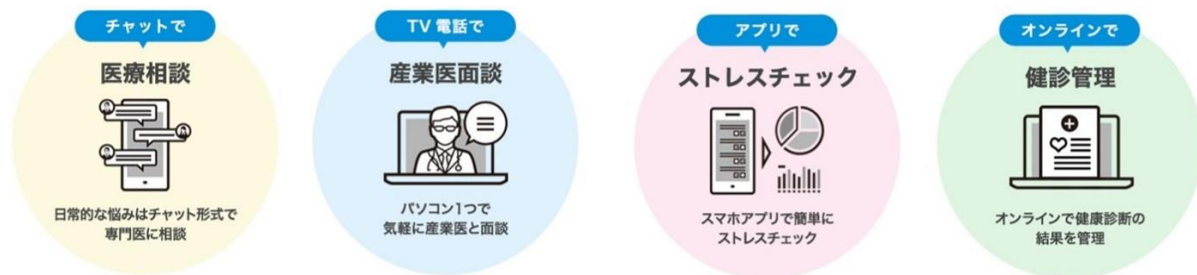 チャットで
医療相談
日常的な悩みはチャット形式で
専門医に相談
TV 電話で
産業医面談
パソコン1つで
気軽に産業医と面談
アプリで
ストレスチェック
スマホアプリで簡単に
ストレスチェック
オンラインで
健診管理
オンラインで健康診断の
結果を管理